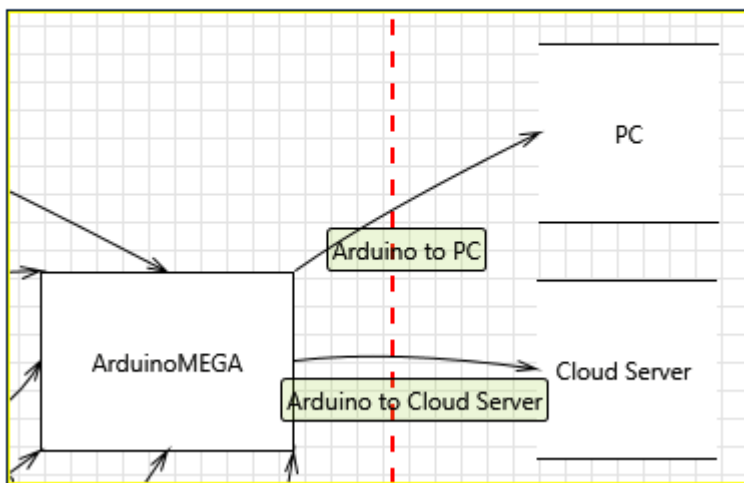 PC
Arduino to PC
ArduinoMEGA
Cloud Server
Arduino to Cloud Server